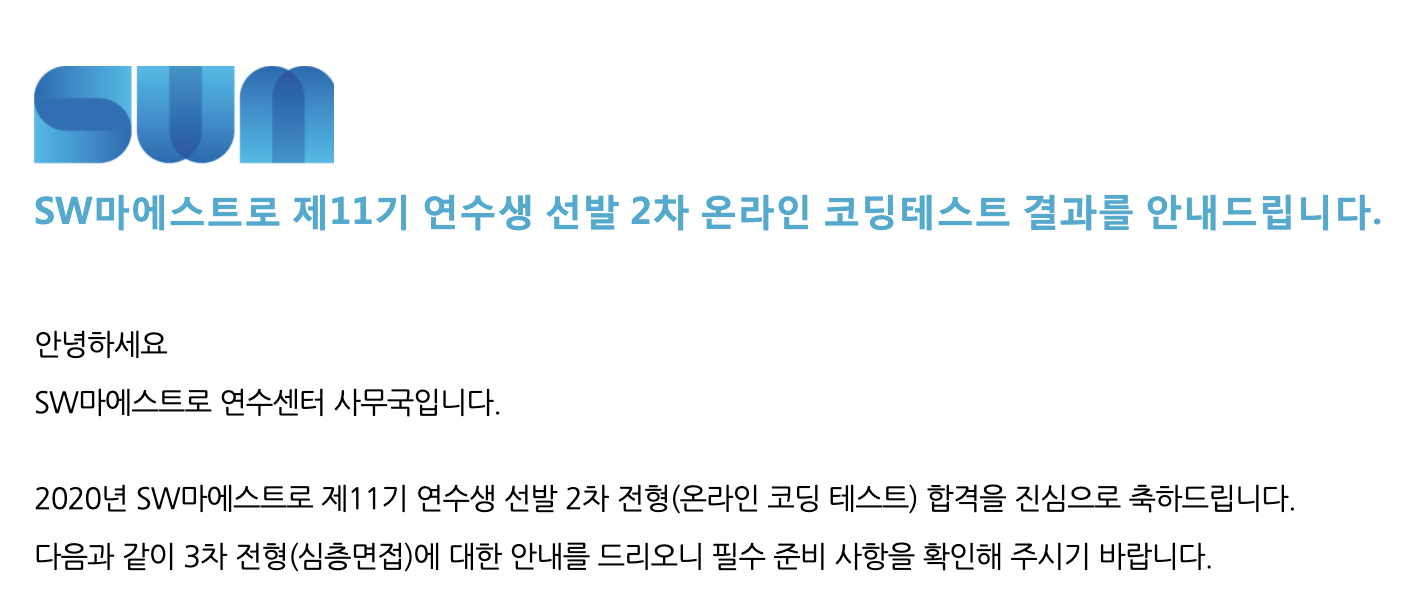 SWM
SW마에스트로 제11기 연수생 선발 2차 온라인 코딩테스트 결과를 안내드립니다.
안녕하세요
SW마에스트로 연수센터 사무국입니다.
2020년 SW마에스트로 제11기 연수생 선발 2차 전형(온라인 코딩 테스트) 합격을 진심으로 축하드립니다.
다음과 같이 3차 전형(심층면접)에 대한 안내를 드리오니 필수 준비 사항을 확인해 주시기 바랍니다.